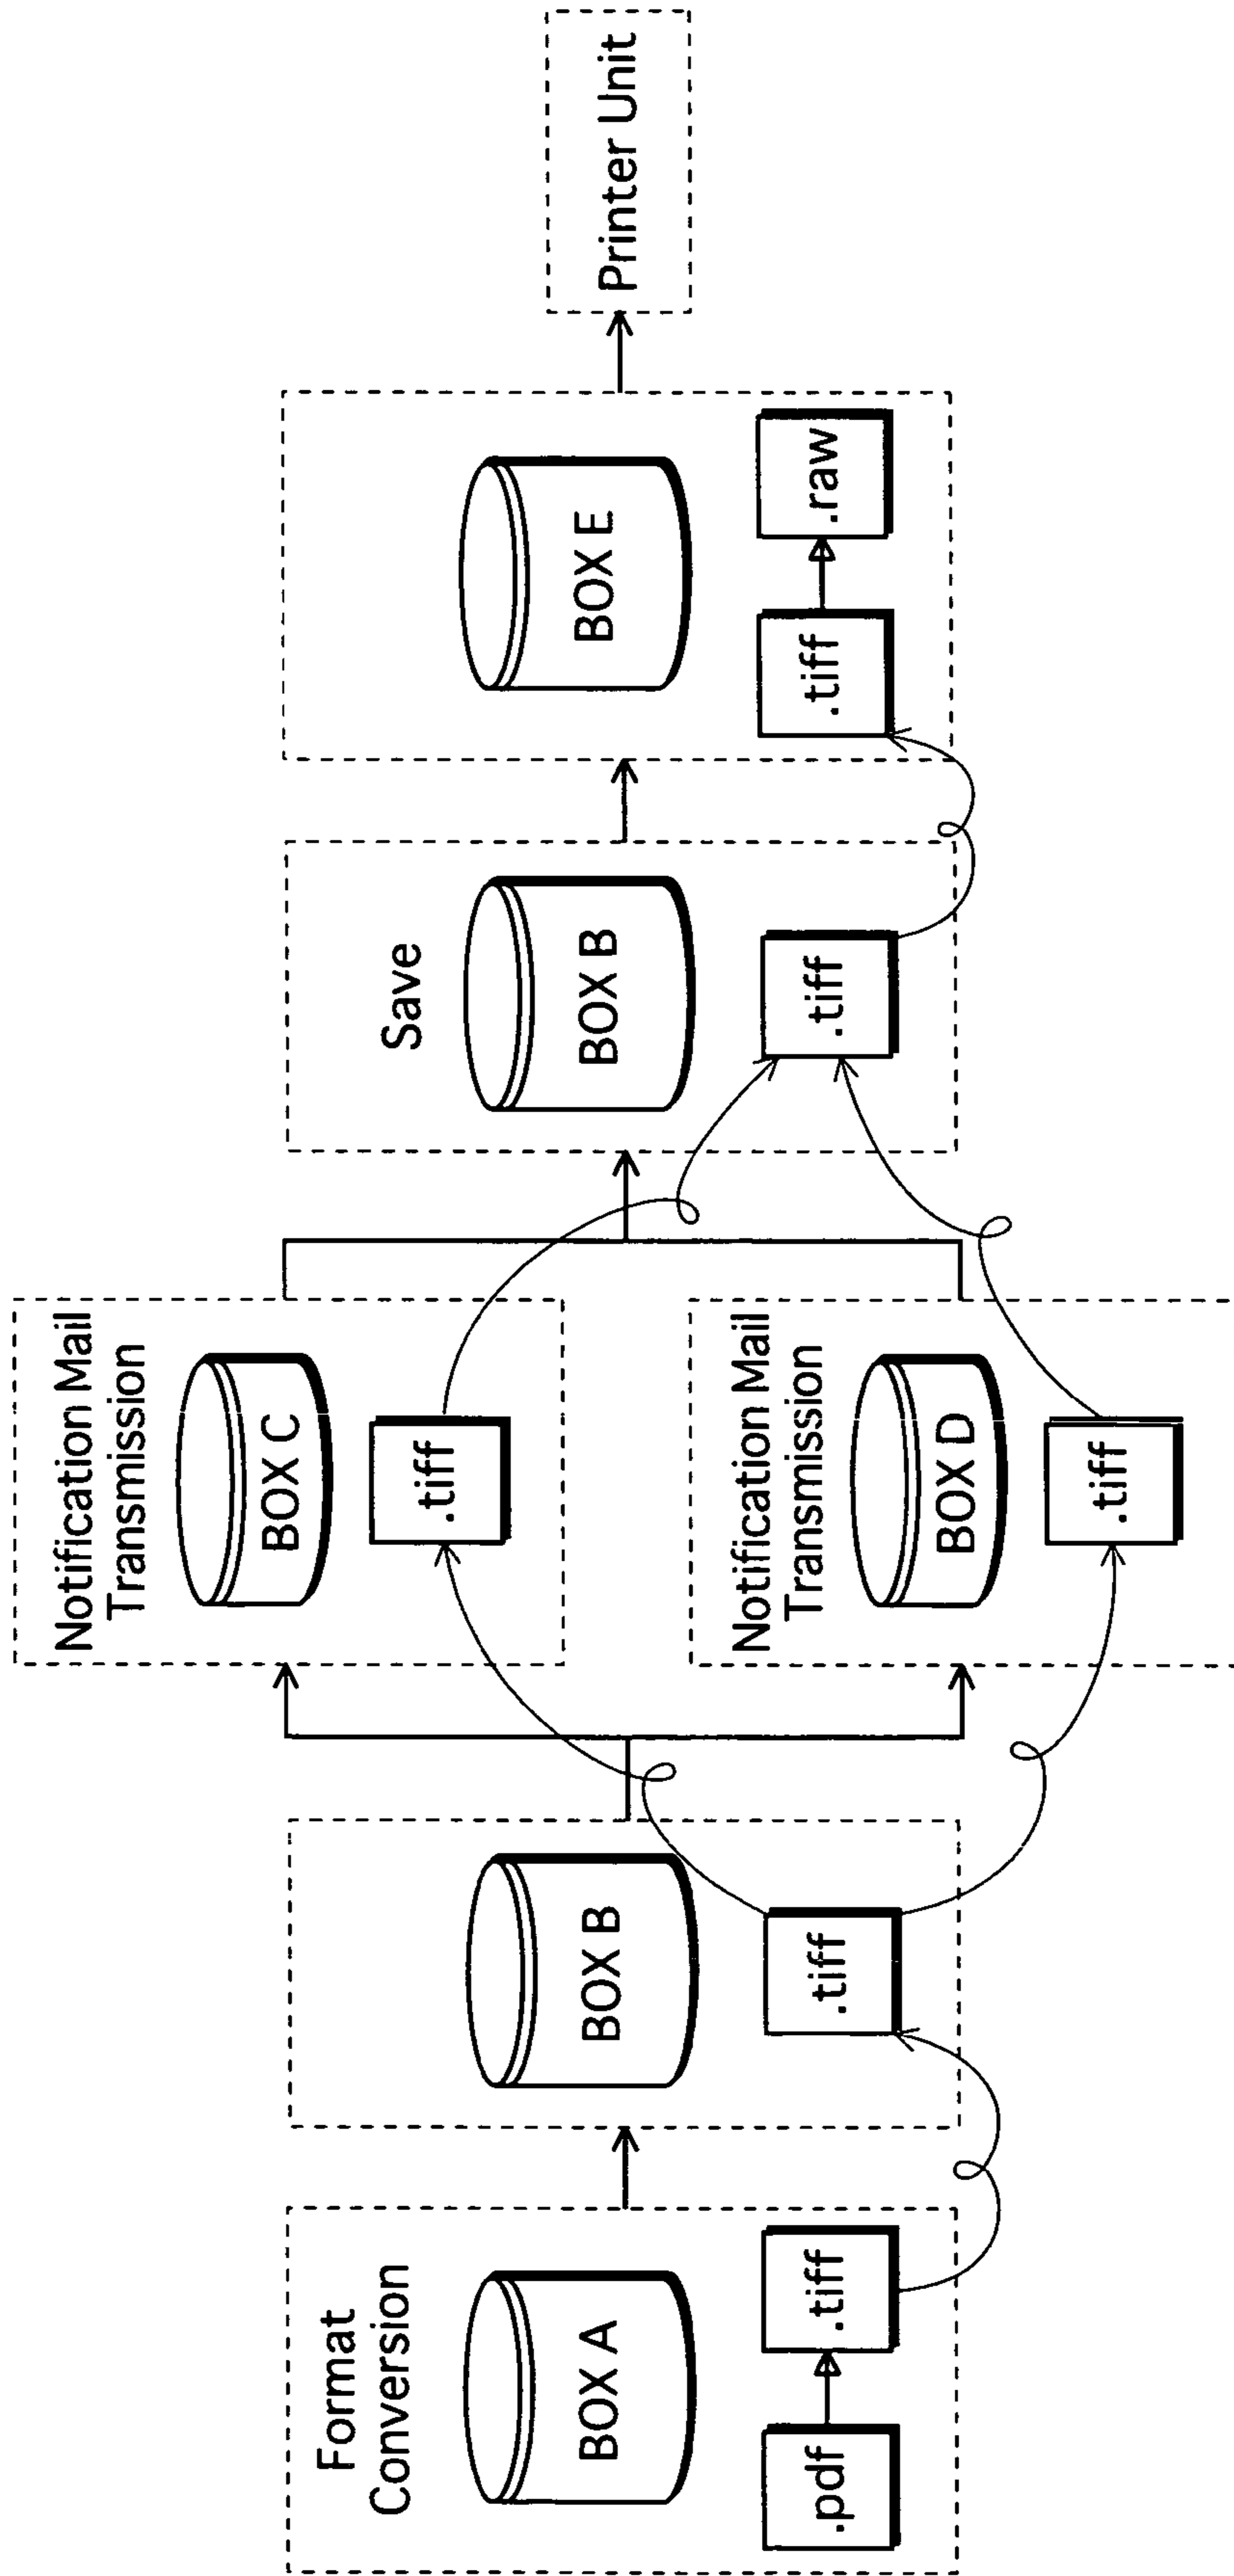 Format
Conversion
BOX A
.pdf
.tiff
BOX B
.tiff
Notification Mail
Transmission
BOX C
.tiff
Notification Mail
Transmission
BOX D
.tiff
Save
BOX B
.tiff
BOX E
.tiff
.raw
Printer Unit